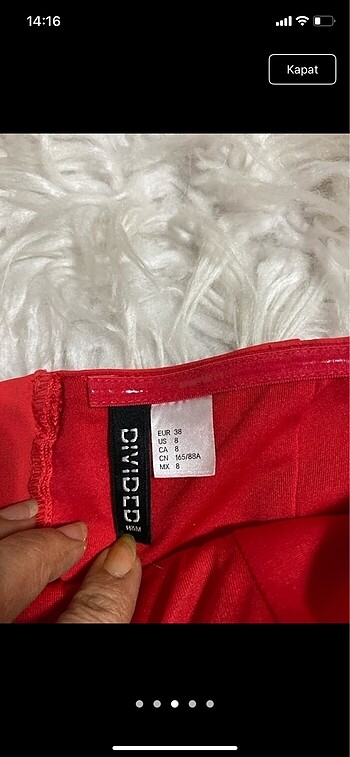 14:16
Kapat
DIVIDED
H&M
EUR 38
US 8
CA 8
CN 165/88A
MX 8